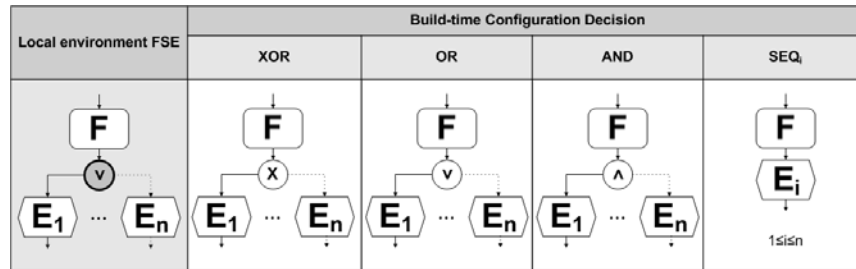 Local environment FSE
Build-time Configuration Decision
XOR
OR
AND
SEQi
F
F
F
F
F
v
X
v
ʌ
Ei
E1 ... En
E1 ... En
E1 ... En
E1 ... En
1≤i≤n